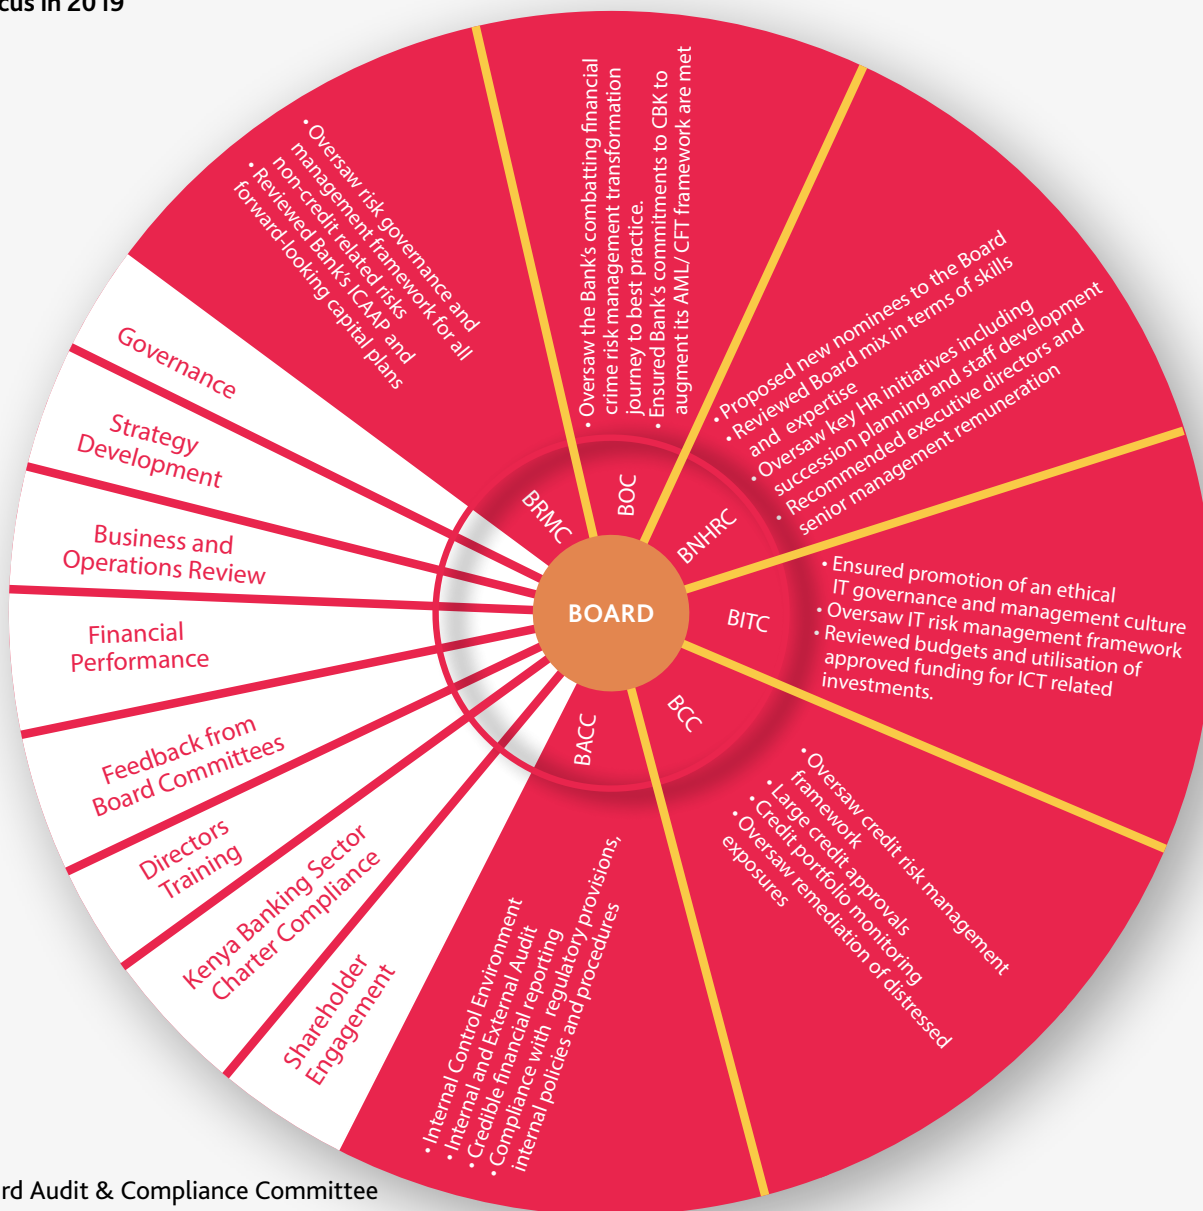 2019
• Oversaw risk governance and
management framework for all
non-credit related risks
• Reviewed Bank's ICAAP and
forward-looking capital plans
• Oversaw the Bank's combatting financial
crime risk management transformation
journey to best practice.
• Ensured Bank's commitments to CBK to
augment its AML/ CFT framework are met
• Proposed new nominees to the Board
• Reviewed Board mix in terms of skills
and expertise
• Oversaw key HR initiatives including
succession planning and staff development
• Recommended executive directors and
senior management remuneration
• Ensured promotion of an ethical
IT governance and management culture
• Oversaw IT risk management framework
• Reviewed budgets and utilisation of
approved funding for ICT related
investments.
• Oversaw credit risk management
framework
• Large credit approvals
• Credit portfolio monitoring
• Oversaw remediation of distressed
exposures
• Internal Control Environment
• Internal and External Audit
• Credible financial reporting
• Compliance with regulatory provisions,
internal policies and procedures
Shareholder
Engagement
Kenya Banking Sector
Charter Compliance
Directors
Training
Feedback from
Board Committees
Financial
Performance
Business and
Operations Review
Strategy
Development
Governance
BRMC
BOC
BNHRC
BITC
BCC
BACC
BOARD
Audit & Compliance Committee